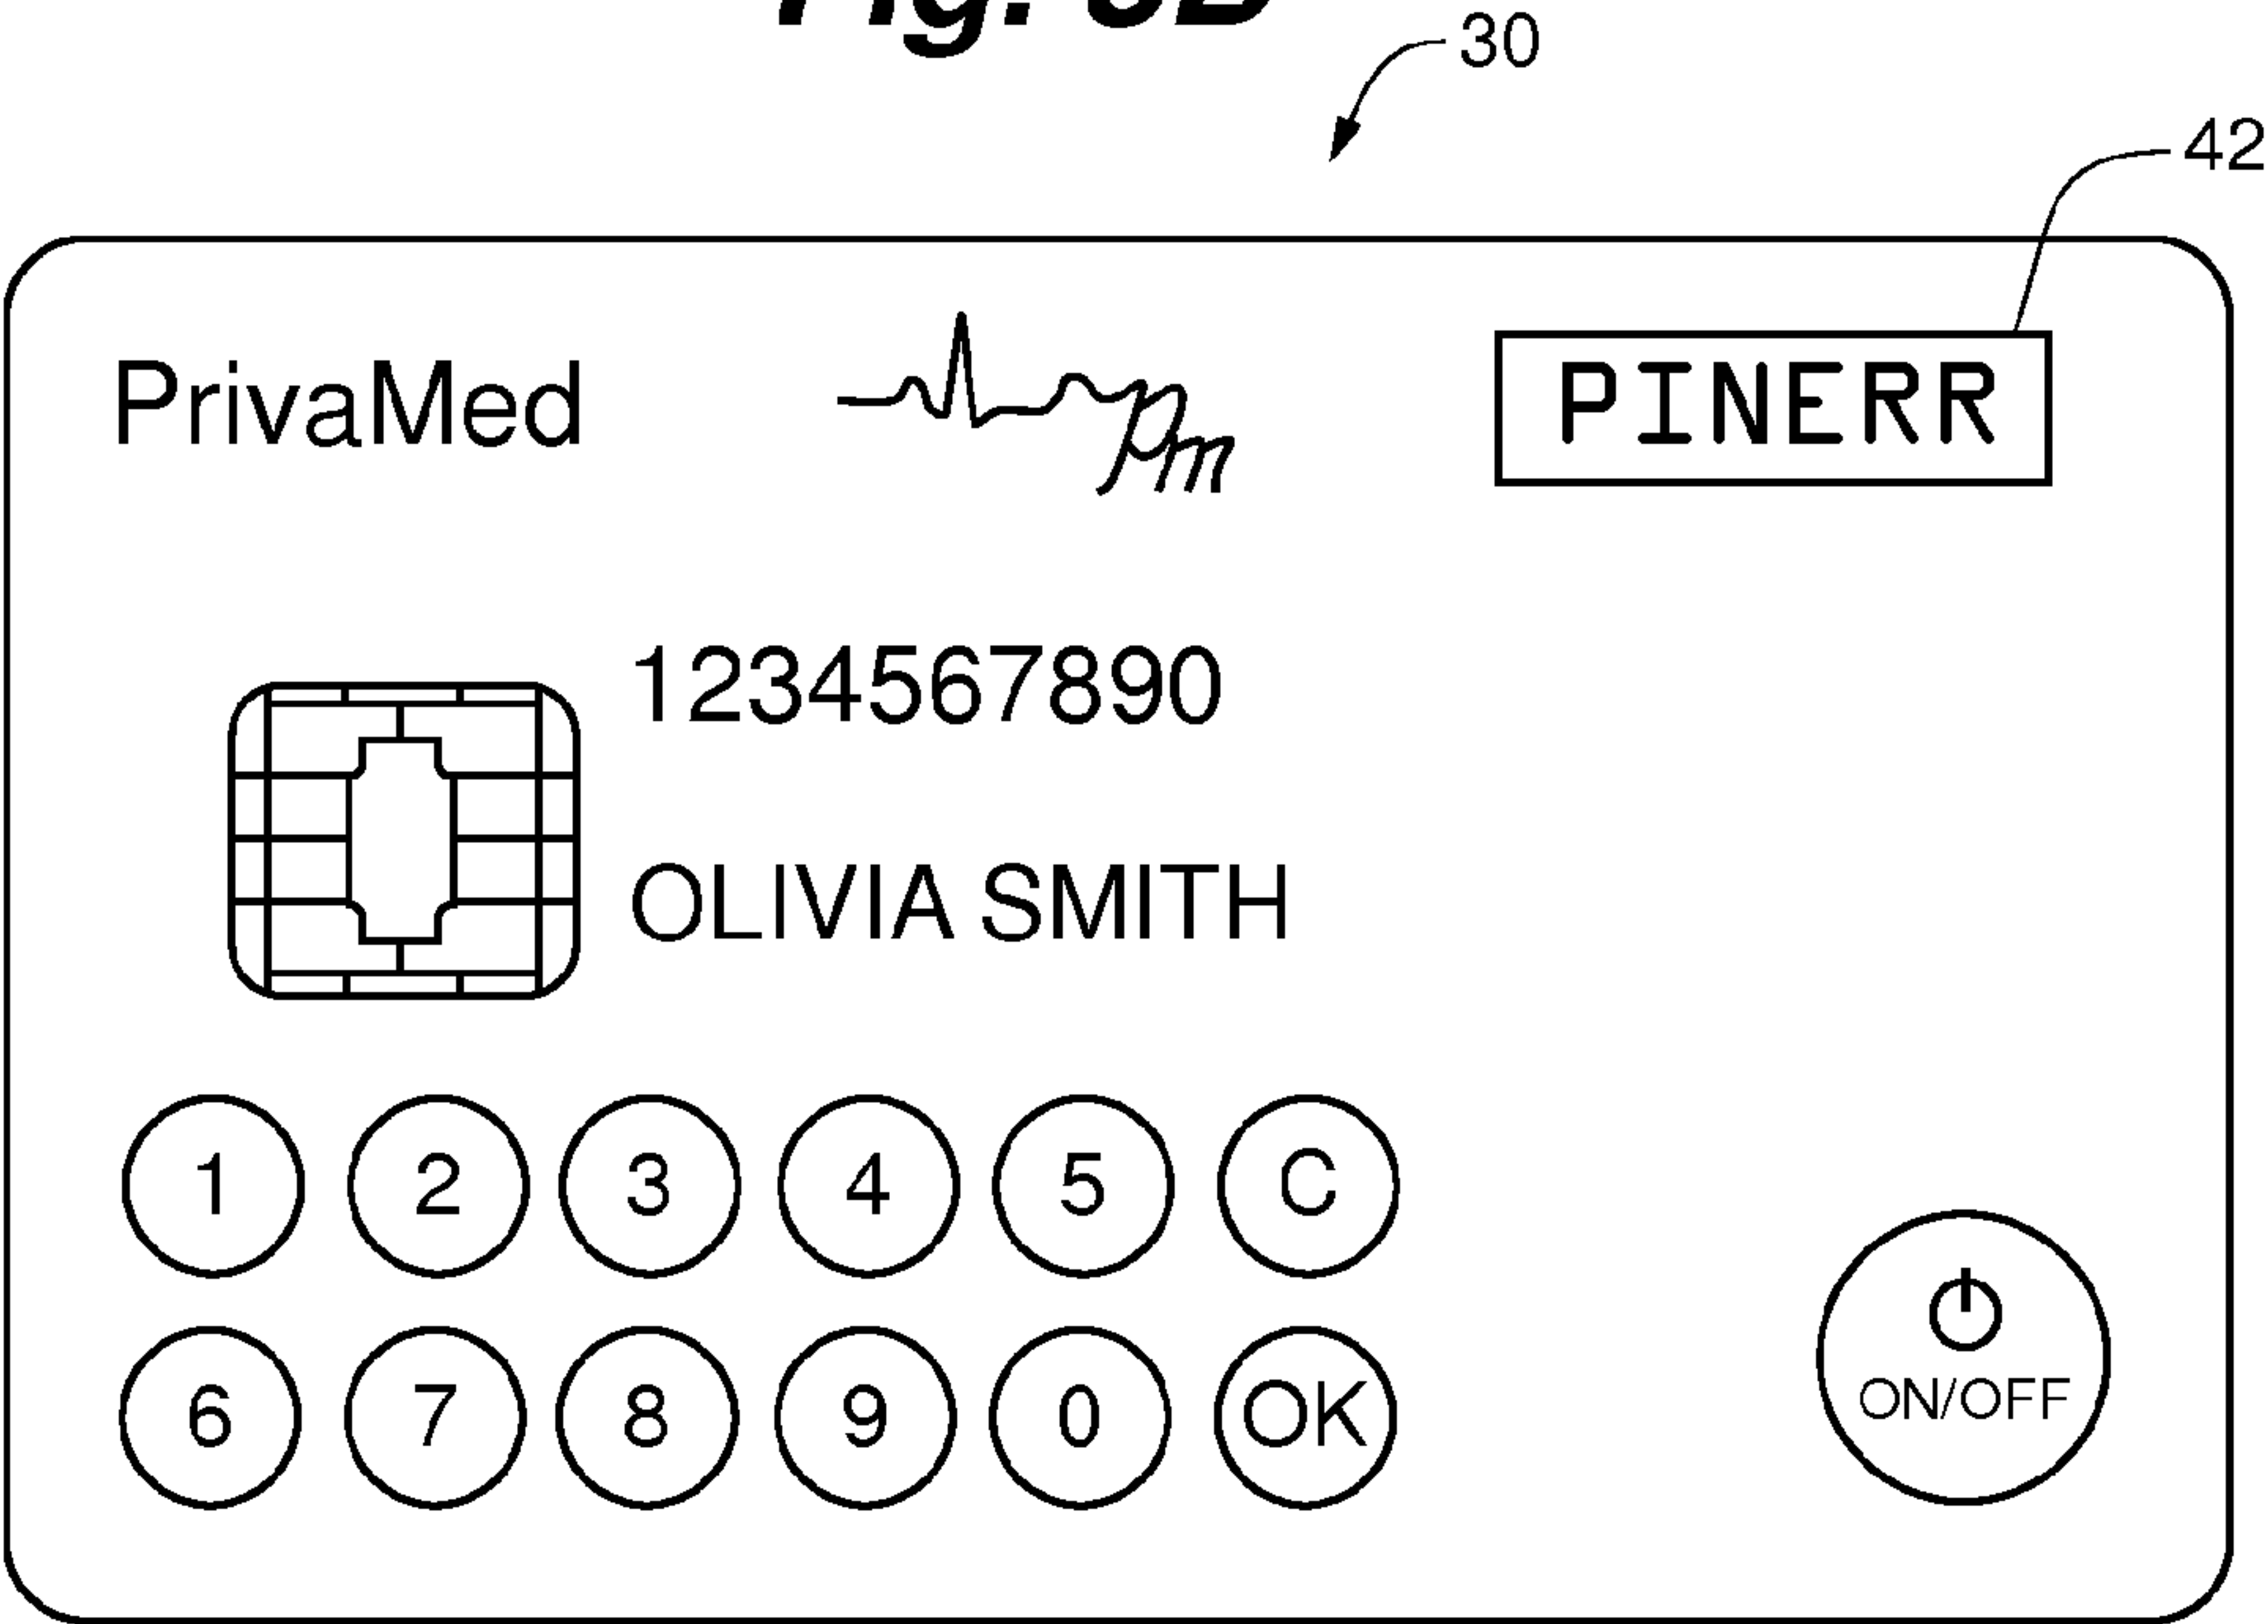 30
42
PrivaMed
pm
PINERR
1234567890
OLIVIA SMITH
1 2 3 4 5 C
6 7 8 9 0 OK
ON/OFF